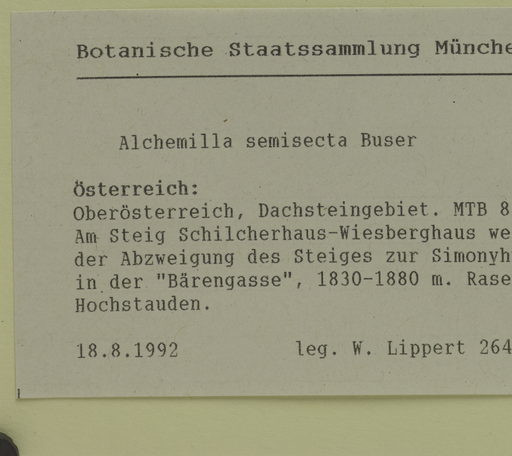 Botanische Staatssammlung Münche
Alchemilla semisecta Buser
Österreich:
Oberösterreich, Dachsteingebiet. MTB 8
Am Steig Schilcherhaus-Wiesberghaus we
der Abzweigung des Steiges zur Simonyh
in der "Bärengasse", 1830-1880 m. Rase
Hochstauden.
18.8.1992 leg. W. Lippert 264